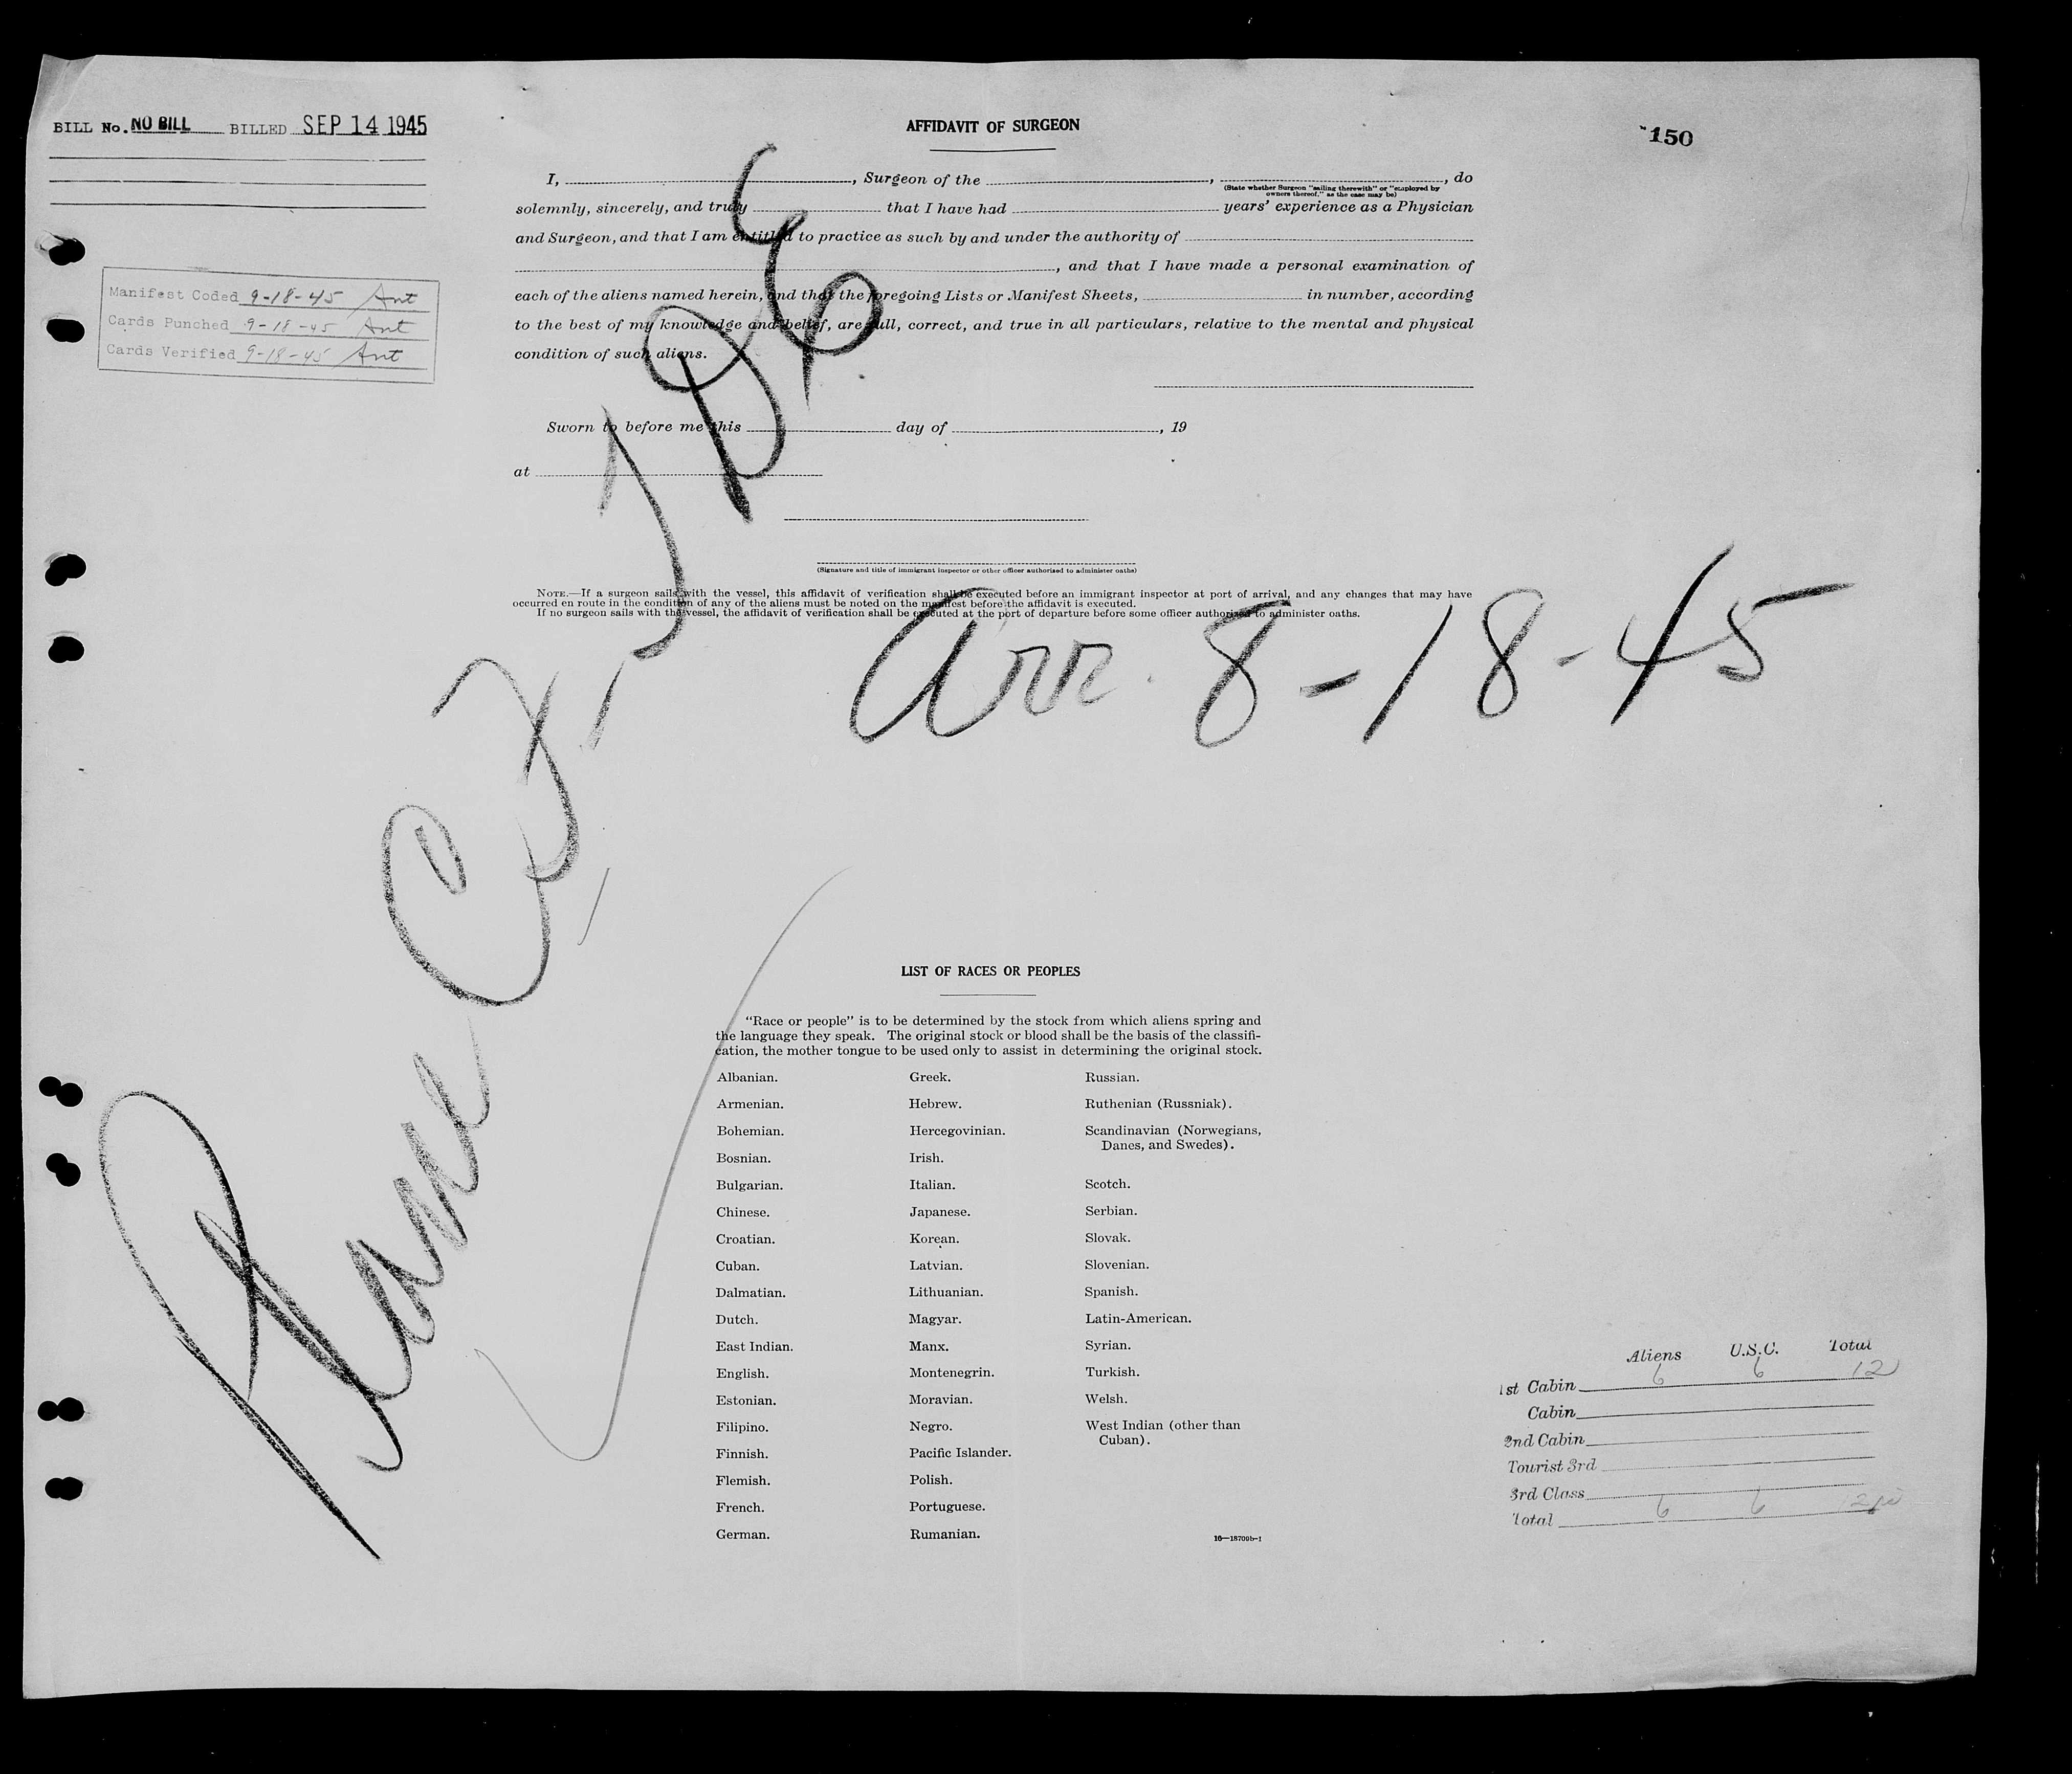 BILL No. NO BILL BILLED SEP 14 1945
AFFIDAVIT OF SURGEON
150
I, , Surgeon of the , , do
(State whether Surgeon "sailing therewith" or "employed by
owners thereof," as the case may be)
solemnly, sincerely, and truly that I have had years' experience as a Physician
and Surgeon, and that I am entitled to practice as such by and under the authority of
, and that I have made a personal examination of
each of the aliens named herein, and that the foregoing Lists or Manifest Sheets, in number, according
to the best of my knowledge and belief, are full, correct, and true in all particulars, relative to the mental and physical
condition of such aliens.
Manifest Coded 9-18-45 Ant
Cards Punched 9-18-45 Ant
Cards Verified 9-18-45 Ant
Sworn to before me this day of , 19
at
(Signature and title of immigrant inspector or other officer authorized to administer oaths)
NOTE.—If a surgeon sails with the vessel, this affidavit of verification shall be executed before an immigrant inspector at port of arrival, and any changes that may have
occurred en route in the condition of any of the aliens must be noted on the manifest before the affidavit is executed.
If no surgeon sails with the vessel, the affidavit of verification shall be executed at the port of departure before some officer authorized to administer oaths.
Plane
Arr. 8-18-45
LIST OF RACES OR PEOPLES
"Race or people" is to be determined by the stock from which aliens spring and
the language they speak. The original stock or blood shall be the basis of the classifi-
cation, the mother tongue to be used only to assist in determining the original stock.
Albanian.
Armenian.
Bohemian.
Bosnian.
Bulgarian.
Chinese.
Croatian.
Cuban.
Dalmatian.
Dutch.
East Indian.
English.
Estonian.
Filipino.
Finnish.
Flemish.
French.
German.
Greek.
Hebrew.
Hercegovinian.
Irish.
Italian.
Japanese.
Korean.
Latvian.
Lithuanian.
Magyar.
Manx.
Montenegrin.
Moravian.
Negro.
Pacific Islander.
Polish.
Portuguese.
Rumanian.
Russian.
Ruthenian (Russniak).
Scandinavian (Norwegians,
Danes, and Swedes).
Scotch.
Serbian.
Slovak.
Slovenian.
Spanish.
Latin-American.
Syrian.
Turkish.
Welsh.
West Indian (other than
Cuban).
16—18709b-1
Aliens U.S.C. Total
1st Cabin 6 6 12
Cabin
2nd Cabin
Tourist 3rd
3rd Class
Total 6 6 12